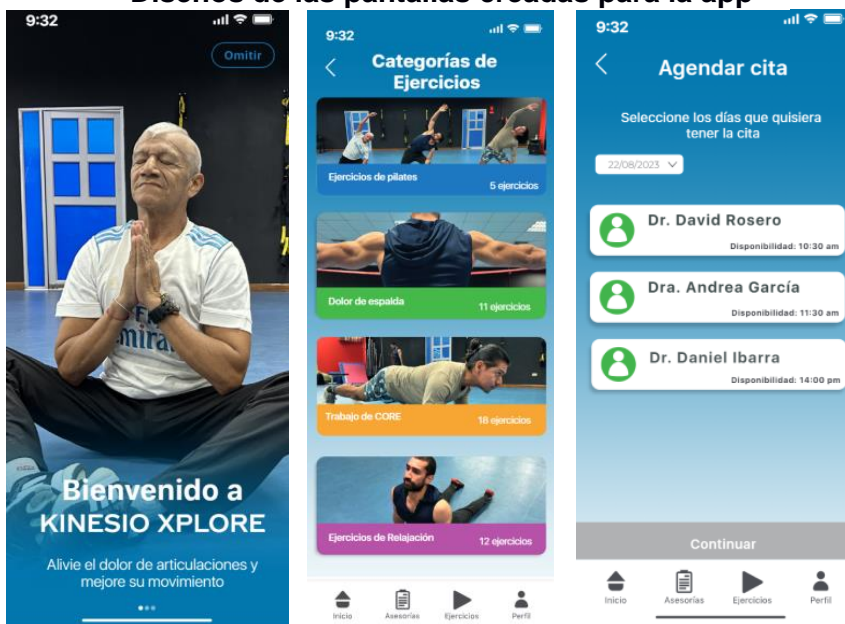 Diseños de las pantallas creadas para la app
9:32
Omitir
Bienvenido a
KINESIO XPLORE
Alivie el dolor de articulaciones y
mejore su movimiento
9:32
Categorías de
Ejercicios
Ejercicios de pilates
5 ejercicios
Dolor de espalda
11 ejercicios
Trabajo de CORE
18 ejercicios
Ejercicios de Relajación
12 ejercicios
Inicio
Asesorías
Ejercicios
Perfil
9:32
Agendar cita
Seleccione los días que quisiera
tener la cita
22/08/2023
Dr. David Rosero
Disponibilidad: 10:30 am
Dra. Andrea García
Disponibilidad: 11:30 am
Dr. Daniel Ibarra
Disponibilidad: 14:00 pm
Continuar
Inicio
Asesorías
Ejercicios
Perfil